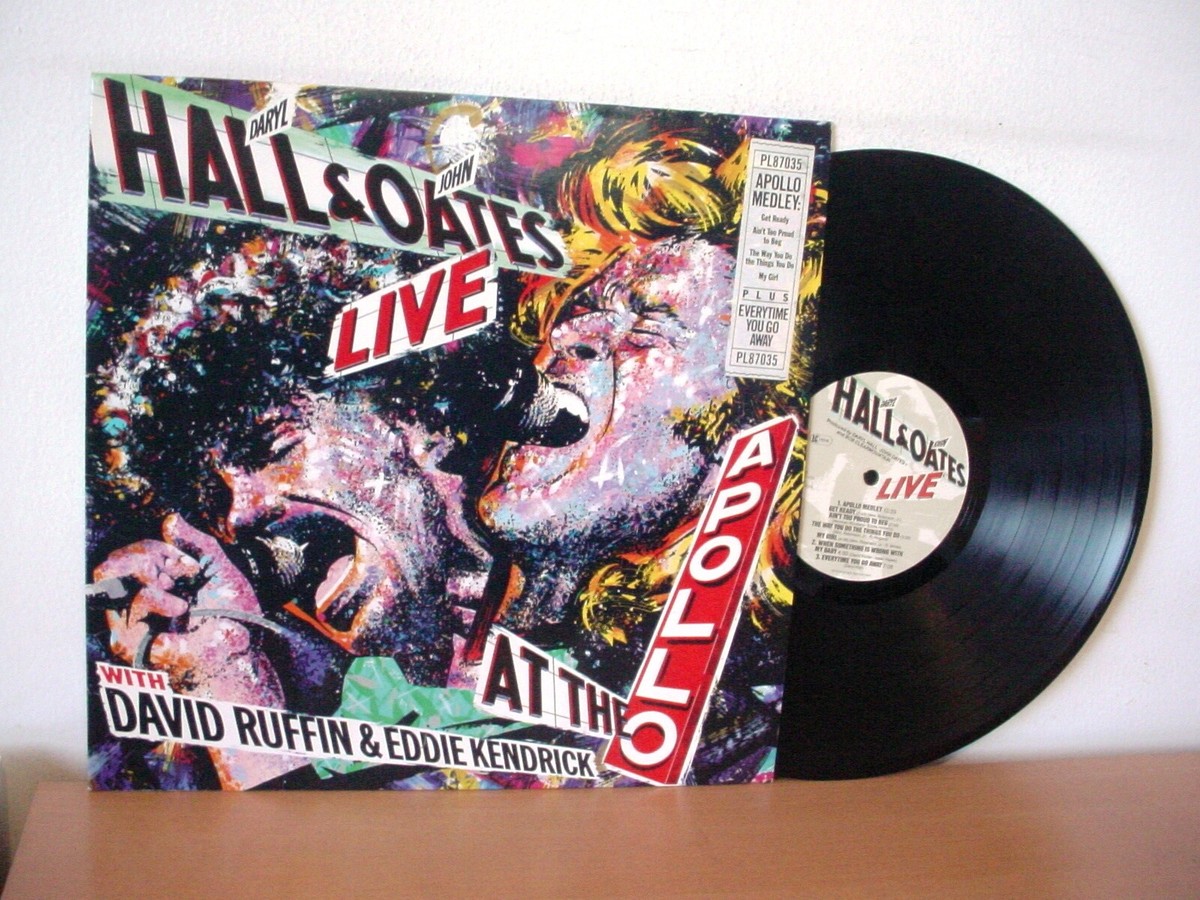 DARYL
HALL & OATES
JOHN
LIVE
AT THE
APOLLO
WITH
DAVID RUFFIN & EDDIE KENDRICK
PL87035
APOLLO
MEDLEY:
Get Ready
Ain't Too Proud
to Beg
The Way You Do
the Things You Do
My Girl
PLUS
EVERYTIME
YOU GO
AWAY
PL87035
DARYL
HALL & OATES
JOHN
LIVE
1. APOLLO MEDLEY
GET READY
AIN'T TOO PROUD TO BEG
THE WAY YOU DO THE THINGS YOU DO
MY GIRL
2. WHEN SOMETHING IS WRONG WITH
MY BABY
3. EVERYTIME YOU GO AWAY